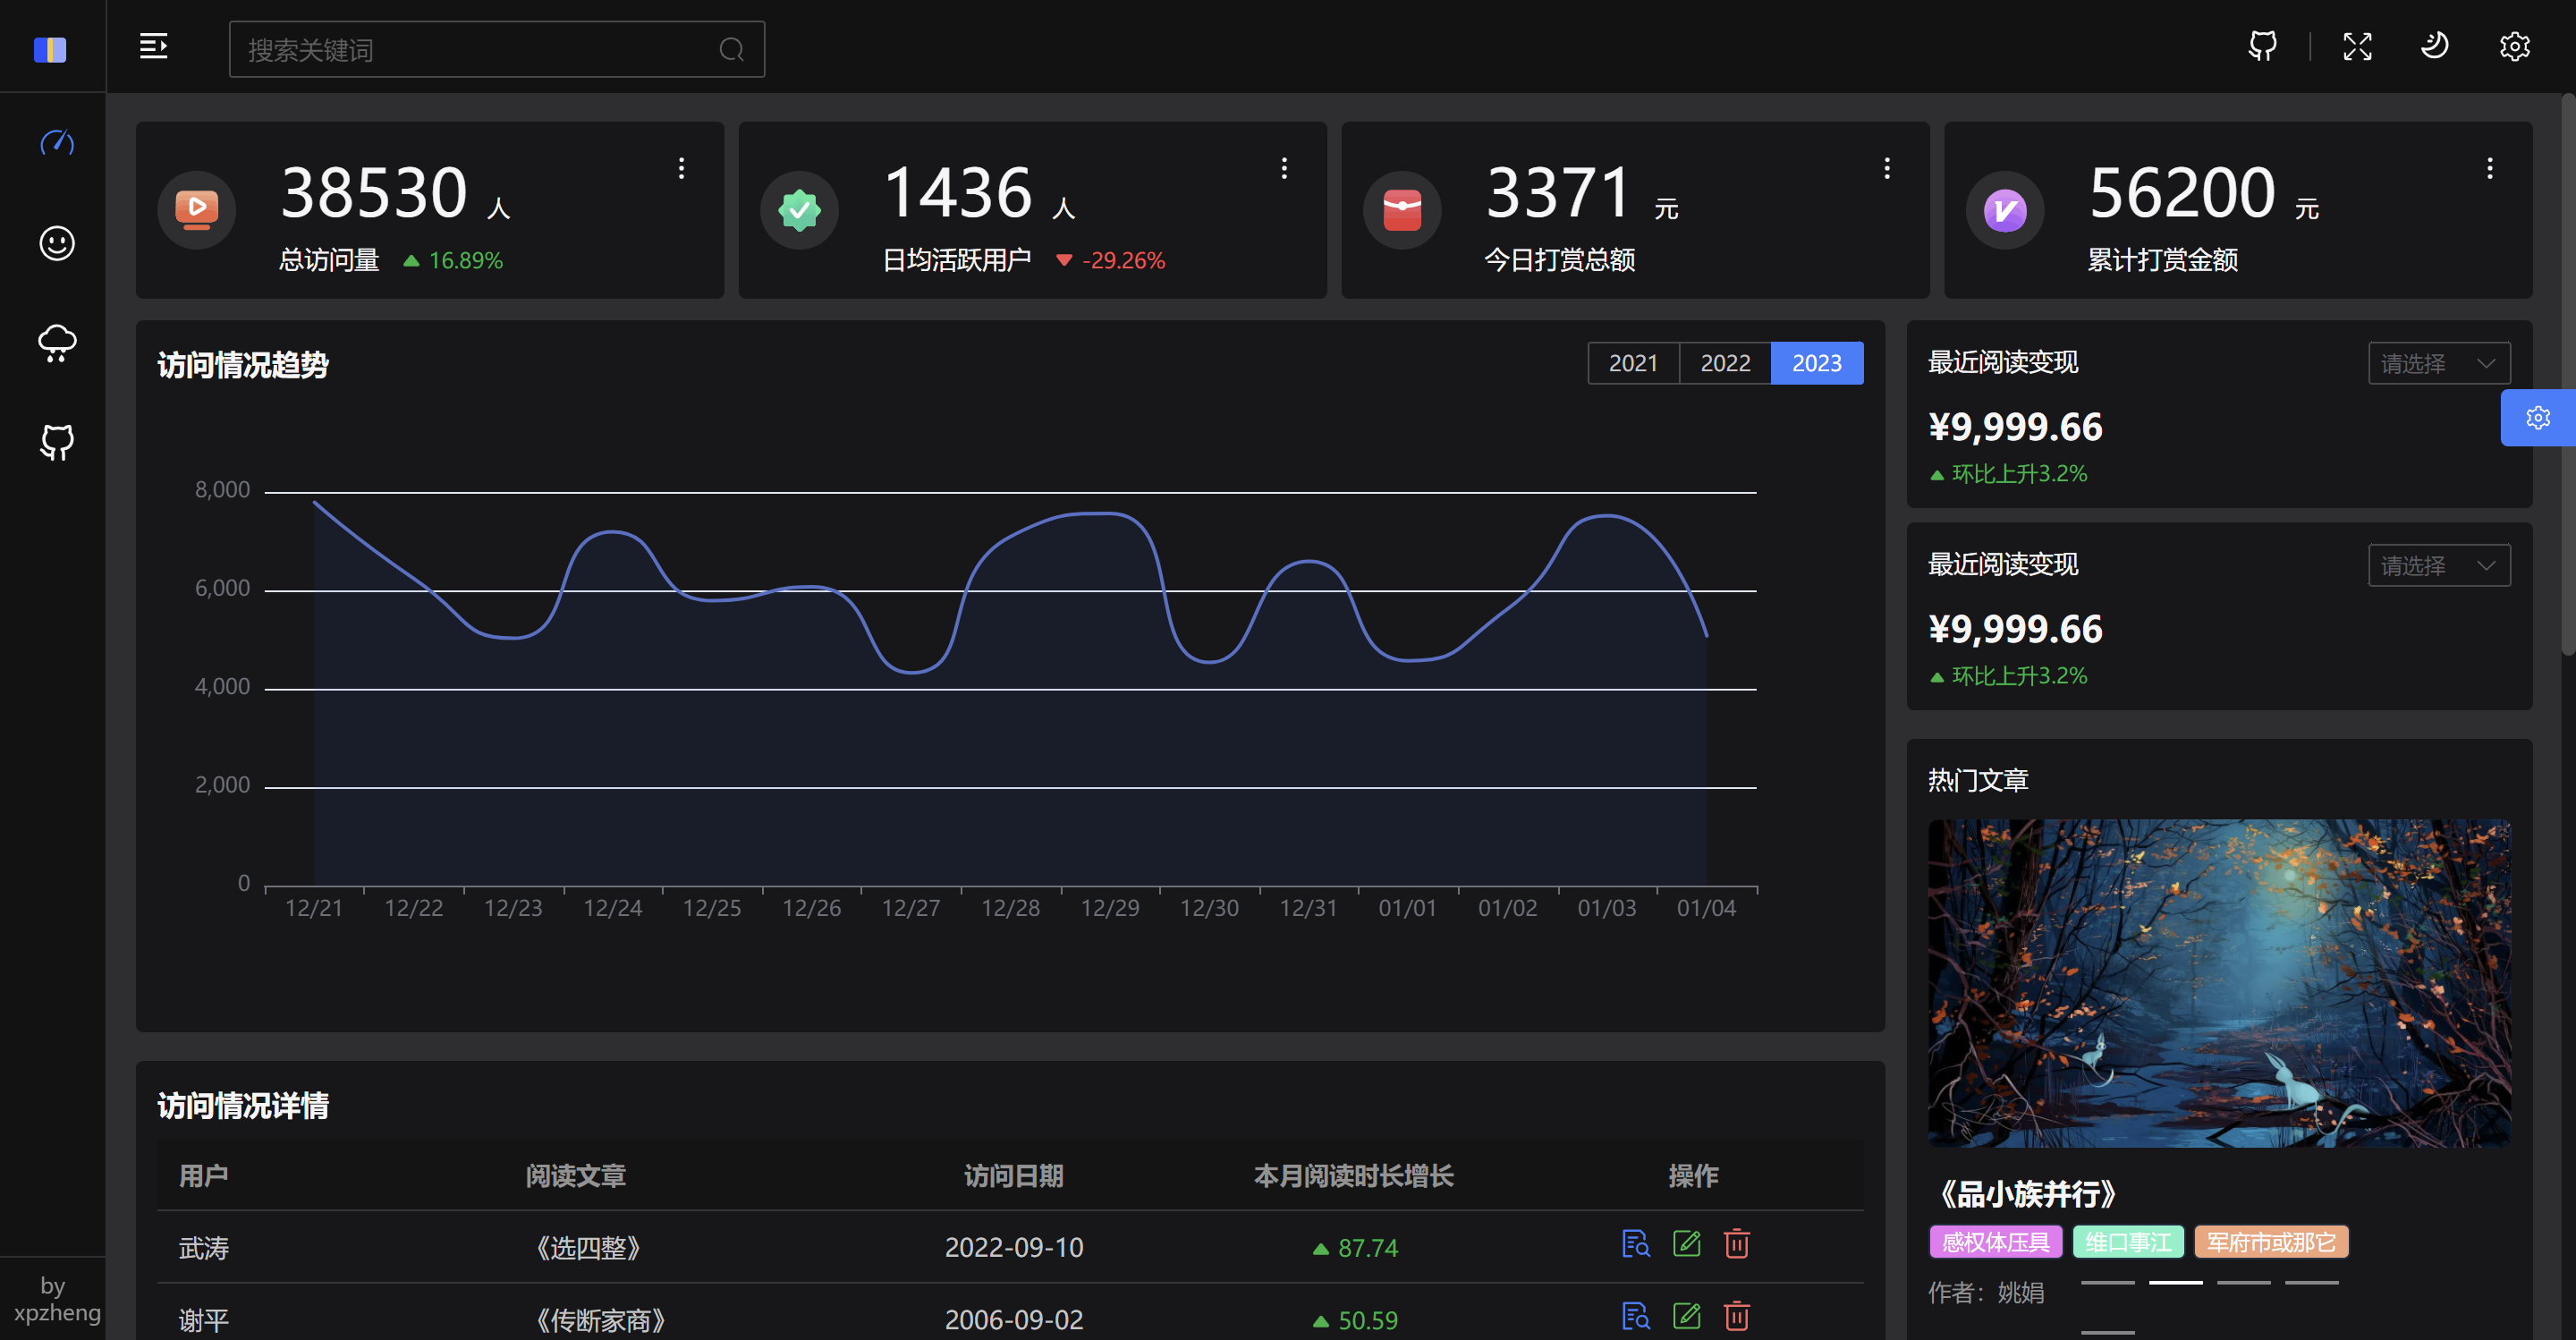 搜索关键词
38530 人
总访问量 16.89%
1436 人
日均活跃用户 -29.26%
3371 元
今日打赏总额
56200 元
累计打赏金额
访问情况趋势
2021 2022 2023
8,000
6,000
4,000
2,000
0
12/21 12/22 12/23 12/24 12/25 12/26 12/27 12/28 12/29 12/30 12/31 01/01 01/02 01/03 01/04
最近阅读变现 请选择
¥9,999.66
环比上升3.2%
最近阅读变现 请选择
¥9,999.66
环比上升3.2%
热门文章
《品小族并行》
感权体压具 维口事江 军府市或那它
作者：姚娟
访问情况详情
用户 阅读文章 访问日期 本月阅读时长增长 操作
武涛 《选四整》 2022-09-10 87.74
谢平 《传断家商》 2006-09-02 50.59
by
xpzheng